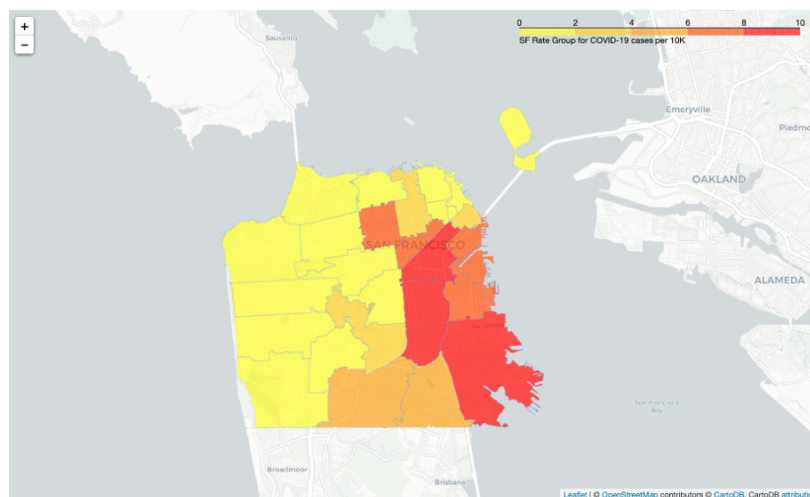 +
−
0 2 4 6 8 10
SF Rate Group for COVID-19 cases per 10K
Sausalito
Emeryville
Piedm
OAKLAND
SAN FRANCISCO
ALAMEDA
San Francisco
Bay
Broadmoor
Brisbane
Leaflet | © OpenStreetMap contributors © CartoDB, CartoDB attributi